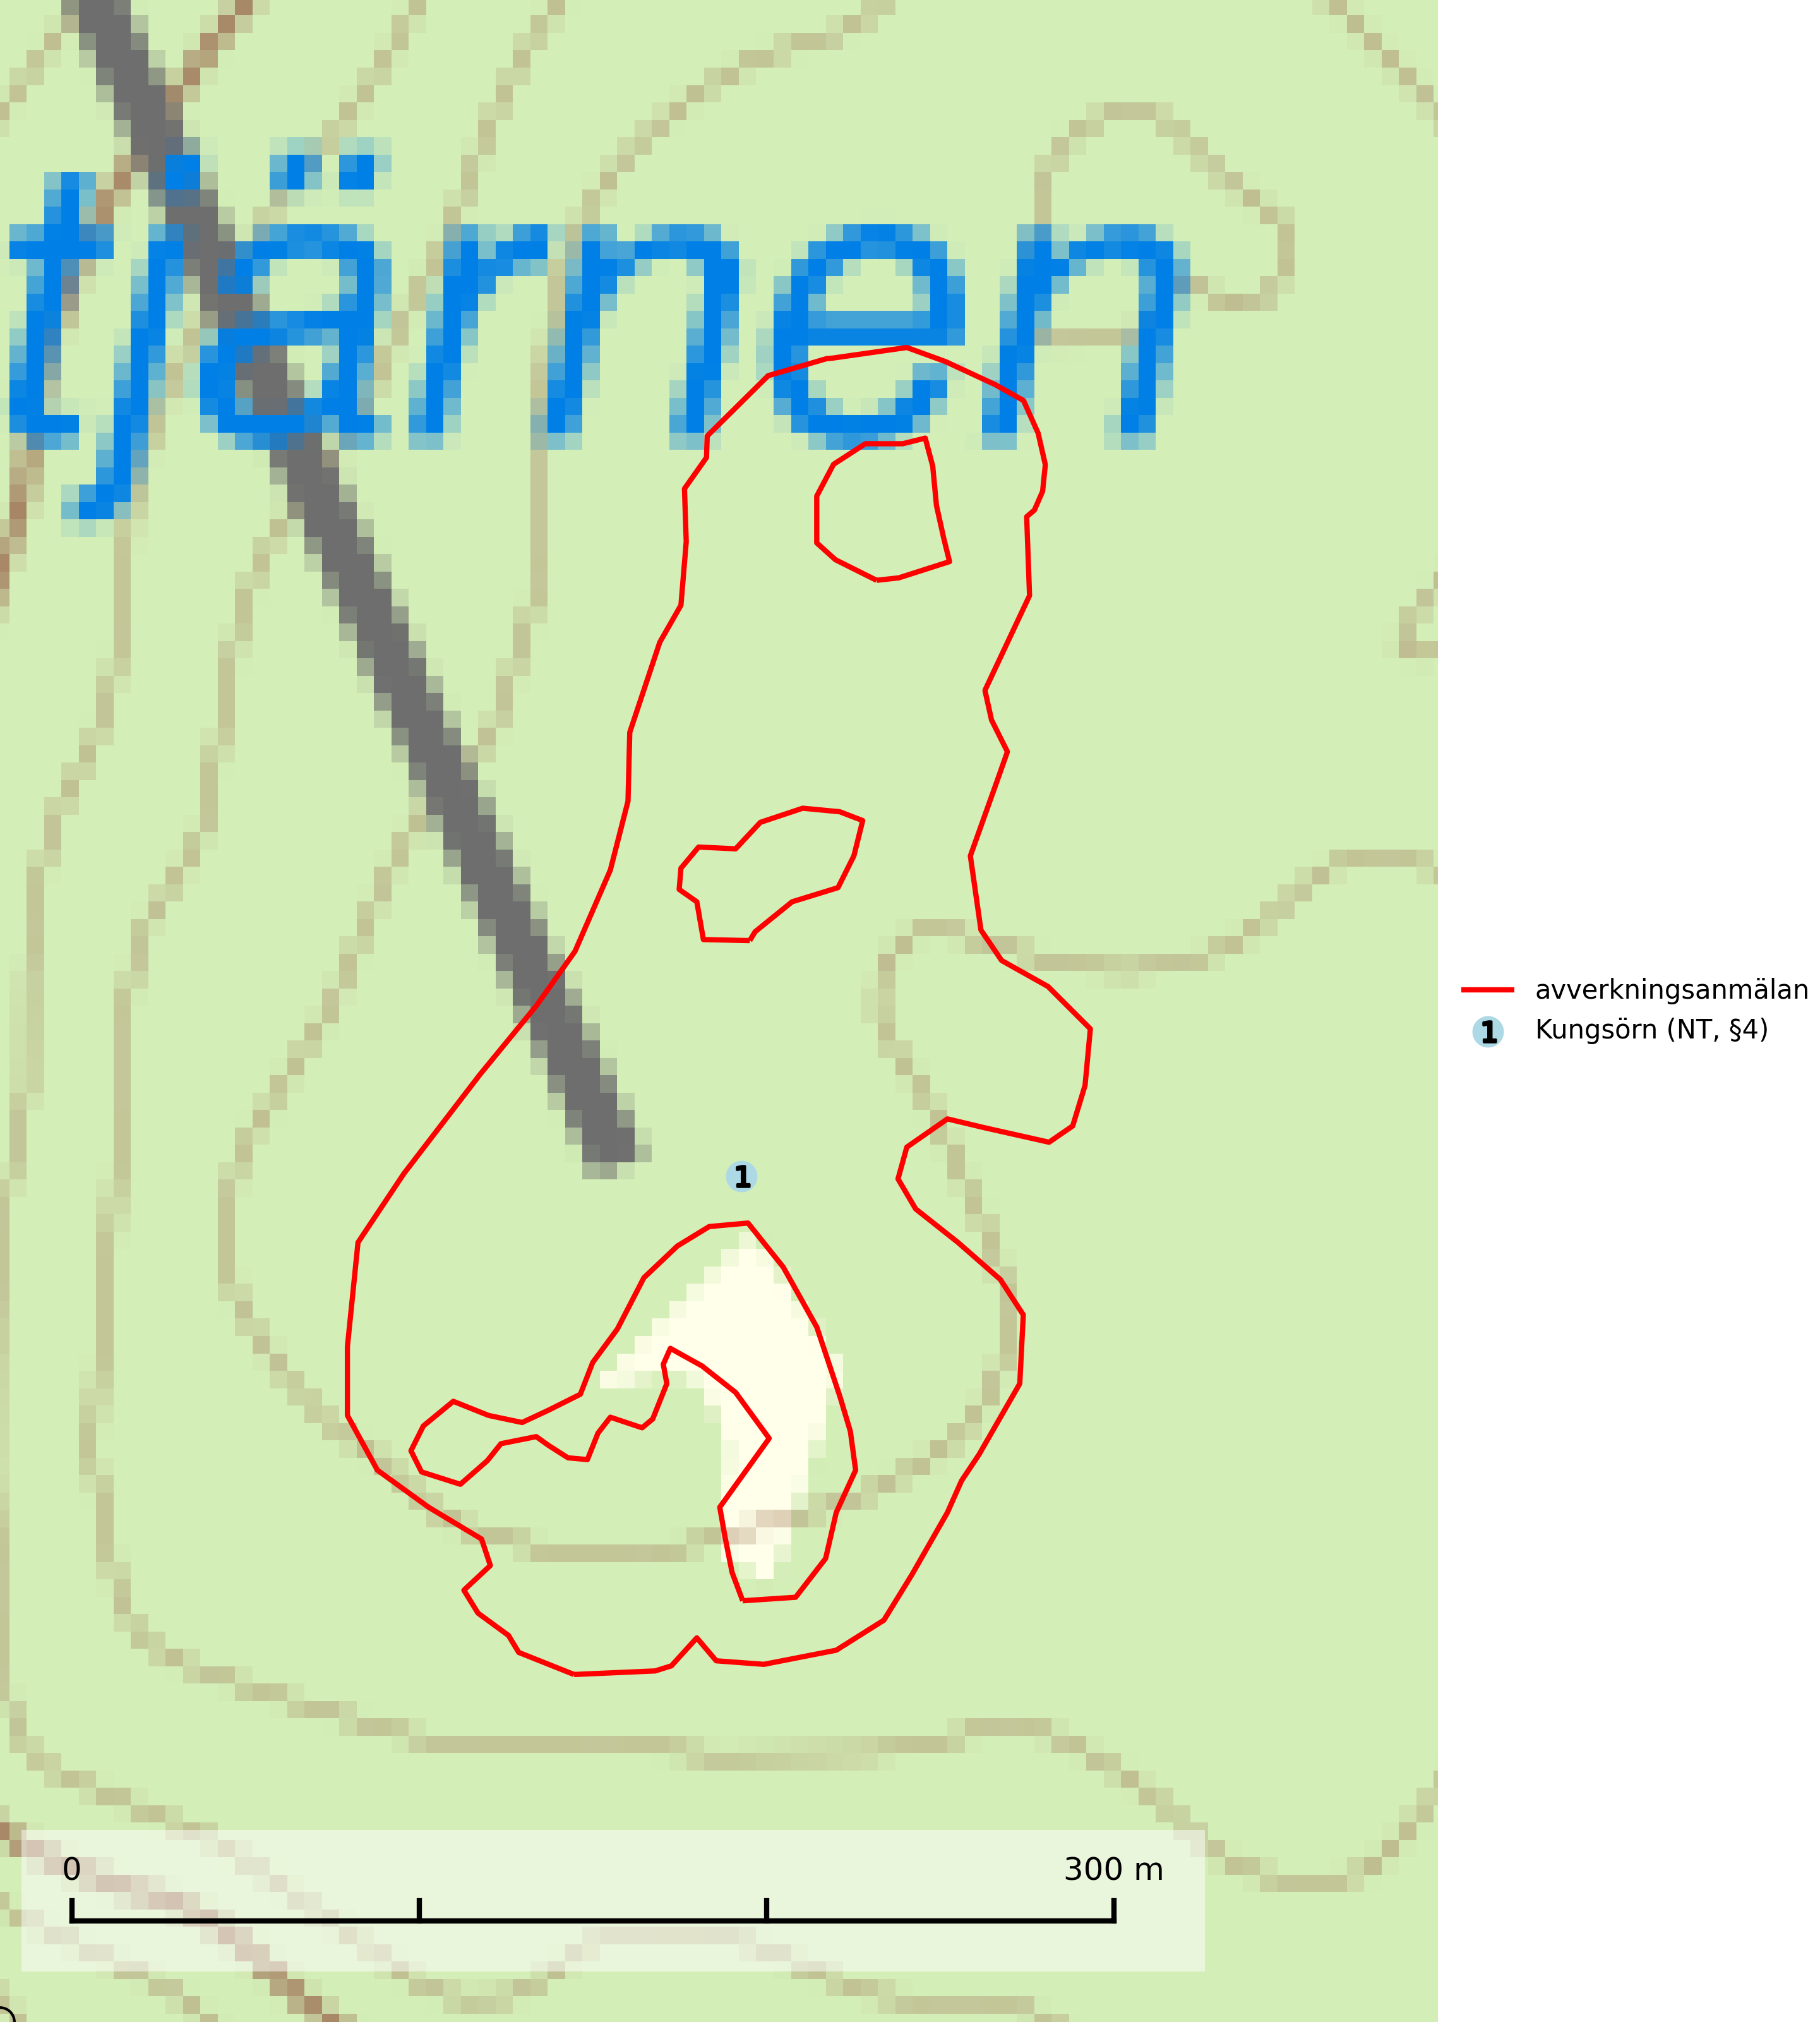 tjärnen
avverkningsanmälan
1 Kungsörn (NT, §4)
1
0 300 m